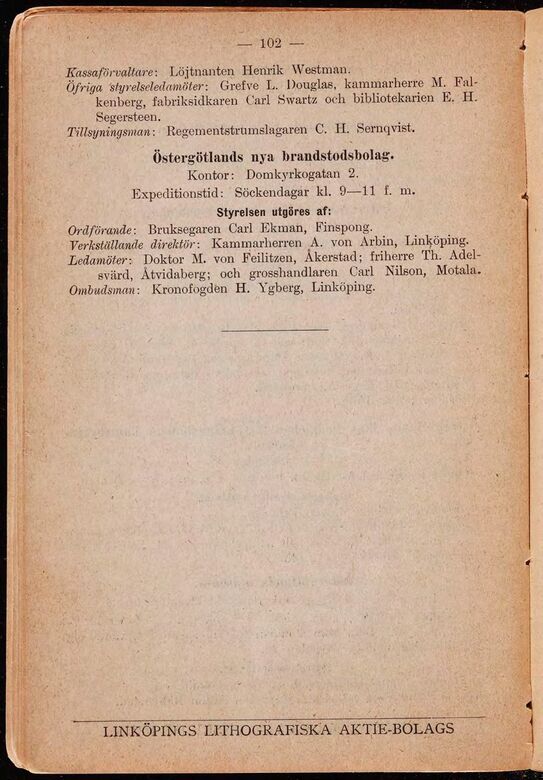 — 102 —
Kassaförvaltare: Löjtnanten Henrik Westman.
Öfriga styrelseledamöter: Grefve L. Douglas, kammarherre M. Fal-
kenberg, fabriksidkaren Carl Swartz och bibliotekarien E. H.
Segersteen.
Tillsyningsman: Regementstrumslagaren C. H. Sernqvist.
Östergötlands nya brandstodsbolag.
Kontor: Domkyrkogatan 2.
Expeditionstid: Söckendagar kl. 9—11 f. m.
Styrelsen utgöres af:
Ordförande: Bruksegaren Carl Ekman, Finspong.
Verkställande direktör: Kammarherren A. von Arbin, Linköping.
Ledamöter: Doktor M. von Feilitzen, Åkerstad; friherre Th. Adel-
svärd, Åtvidaberg; och grosshandlaren Carl Nilson, Motala.
Ombudsman: Kronofogden H. Ygberg, Linköping.
LINKÖPINGS LITHOGRAFISKA AKTIE-BOLAGS